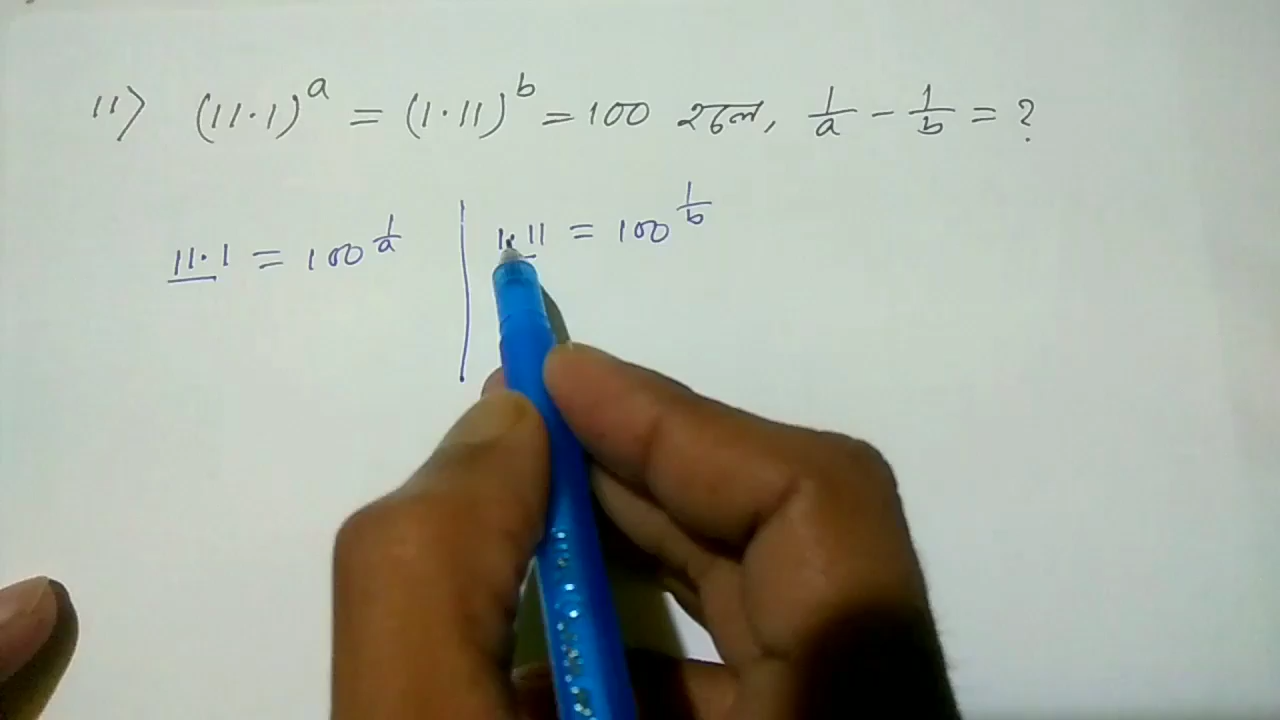 11> (11·1)^a = (1·11)^b = 100 হলে, 1/a - 1/b = ?
11·1 = 100^(1/a) | 1·11 = 100^(1/b)